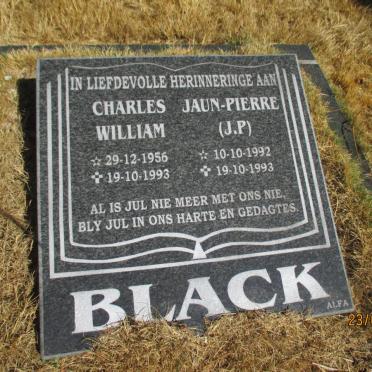 IN LIEFDEVOLLE HERINNERINGE AAN
CHARLES WILLIAM
☆ 29-12-1956
✞ 19-10-1993
JAUN-PIERRE
(J.P)
☆ 10-10-1992
✞ 19-10-1993
AL IS JUL NIE MEER MET ONS NIE,
BLY JUL IN ONS HARTE EN GEDAGTES.
BLACK
ALFA